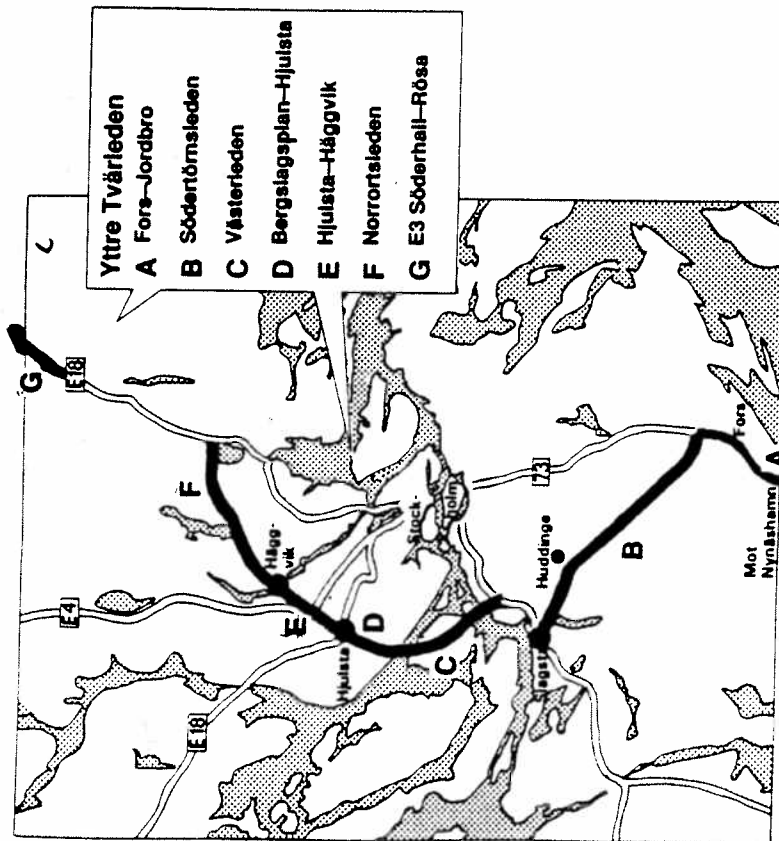 Yttre Tvärleden
A Fors–Jordbro
B Södertörnsleden
C Västerleden
D Bergslagsplan–Hjulsta
E Hjulsta–Häggvik
F Norrortsleden
G E3 Söderhall–Rösa
G
E18
F
E4
Hägg-
vik
E
E18
Hjulsta
D
Stock-
holm
C
73
Huddinge
B
Fors
A
Mot
Nynäshamn